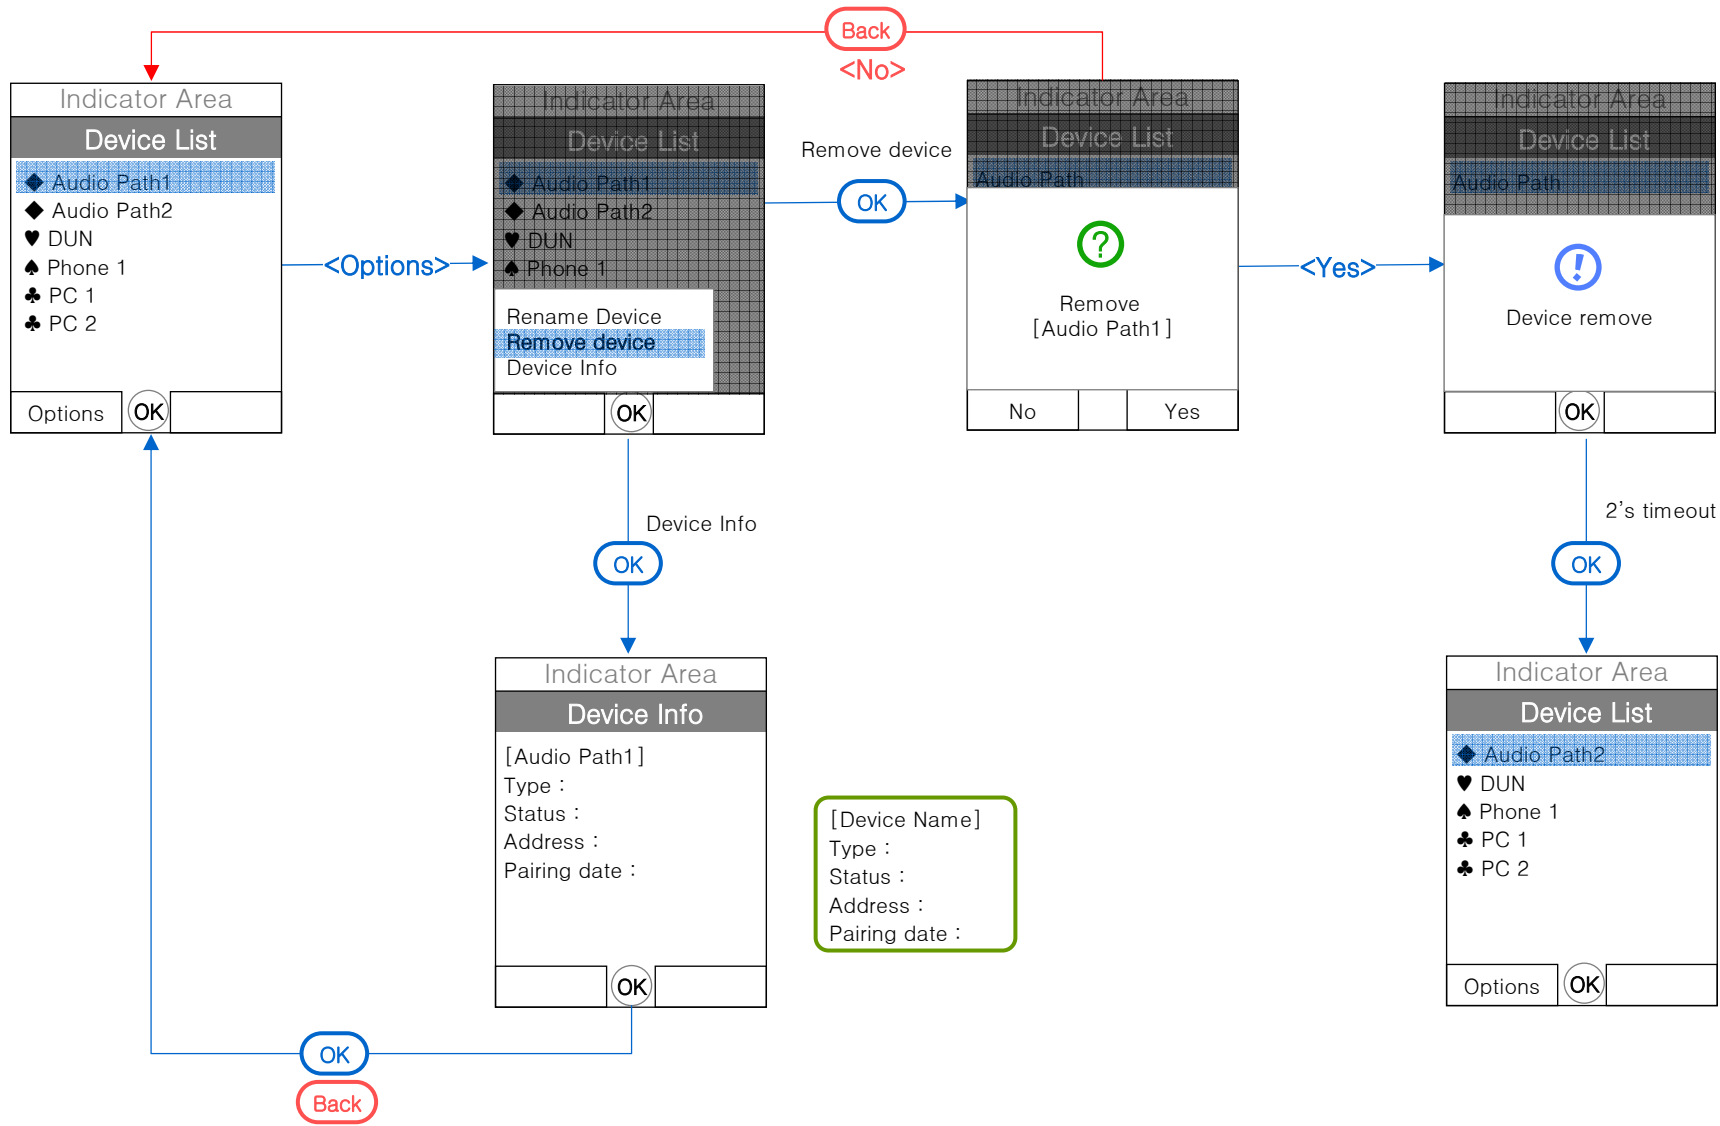 Back
<No>
Indicator Area
Device List
Audio Path1
Audio Path2
DUN
Phone 1
PC 1
PC 2
Options
OK
<Options>
Indicator Area
Device List
Audio Path1
Audio Path2
DUN
Phone 1
Rename Device
Remove device
Device Info
OK
Remove device
OK
Indicator Area
Device List
Audio Path
?
Remove
[Audio Path1]
No
Yes
<Yes>
Indicator Area
Device List
Audio Path
!
Device remove
OK
Device Info
OK
2's timeout
OK
Indicator Area
Device Info
[Audio Path1]
Type :
Status :
Address :
Pairing date :
OK
[Device Name]
Type :
Status :
Address :
Pairing date :
Indicator Area
Device List
Audio Path2
DUN
Phone 1
PC 1
PC 2
Options
OK
OK
Back